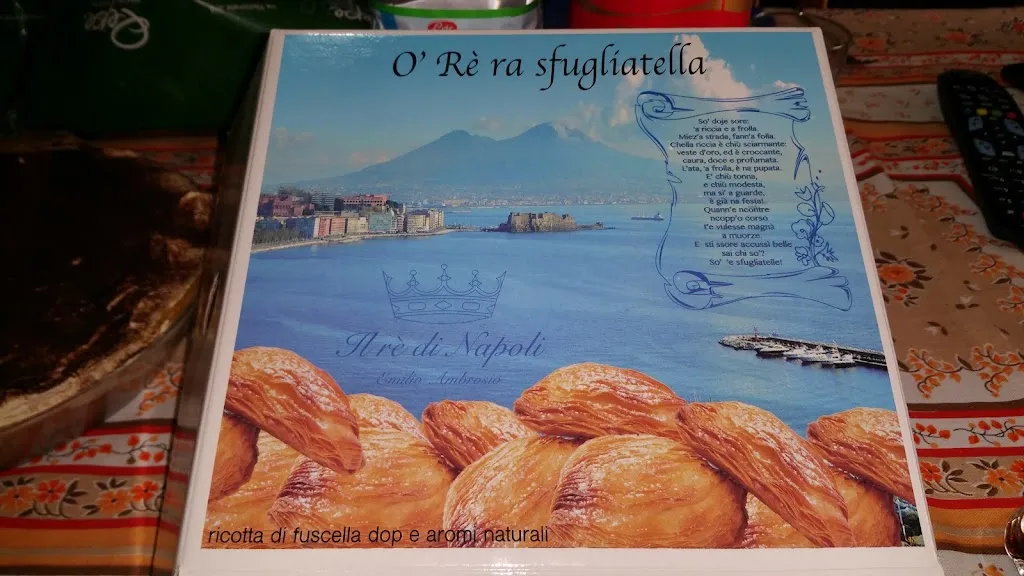 O' Rè ra sfugliatella
So' doje sore:
'a riccia e a frolla.
Miez'a strada, fann'a folla.
Chella riccia è chiù sciarmante:
veste d'oro, ed è croccante,
caura, doce e profumata.
L'ata, 'a frolla, è na pupata.
E' chiù tonna,
e chiù modesta,
ma si' a guarde,
è già na festa!
Quann'e ncontre
ncopp'o corso
t'e vulesse magnà
a muorze.
E sti ssore accussì belle
sai chi so'?
So' 'e sfugliatelle!
Il rè di Napoli
Emilio Ambrosio
ricotta di fuscella dop e aromi naturali